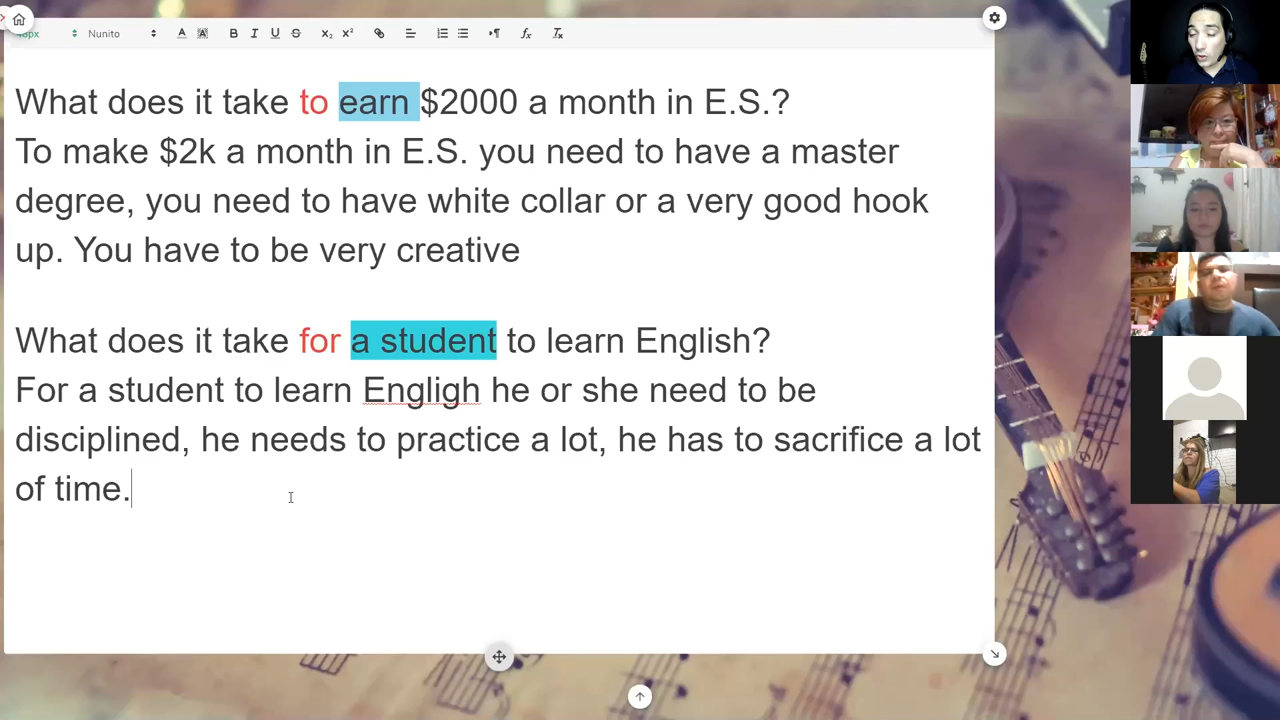 Nunito
What does it take to earn $2000 a month in E.S.?
To make $2k a month in E.S. you need to have a master
degree, you need to have white collar or a very good hook
up. You have to be very creative
What does it take for a student to learn English?
For a student to learn Engligh he or she need to be
disciplined, he needs to practice a lot, he has to sacrifice a lot
of time.